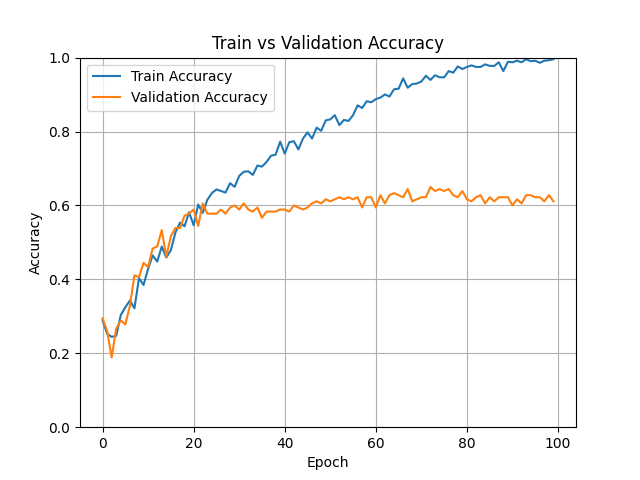 Train vs Validation Accuracy
Train Accuracy
Validation Accuracy
1.0
0.8
0.6
0.4
0.2
0.0
Accuracy
0 20 40 60 80 100
Epoch